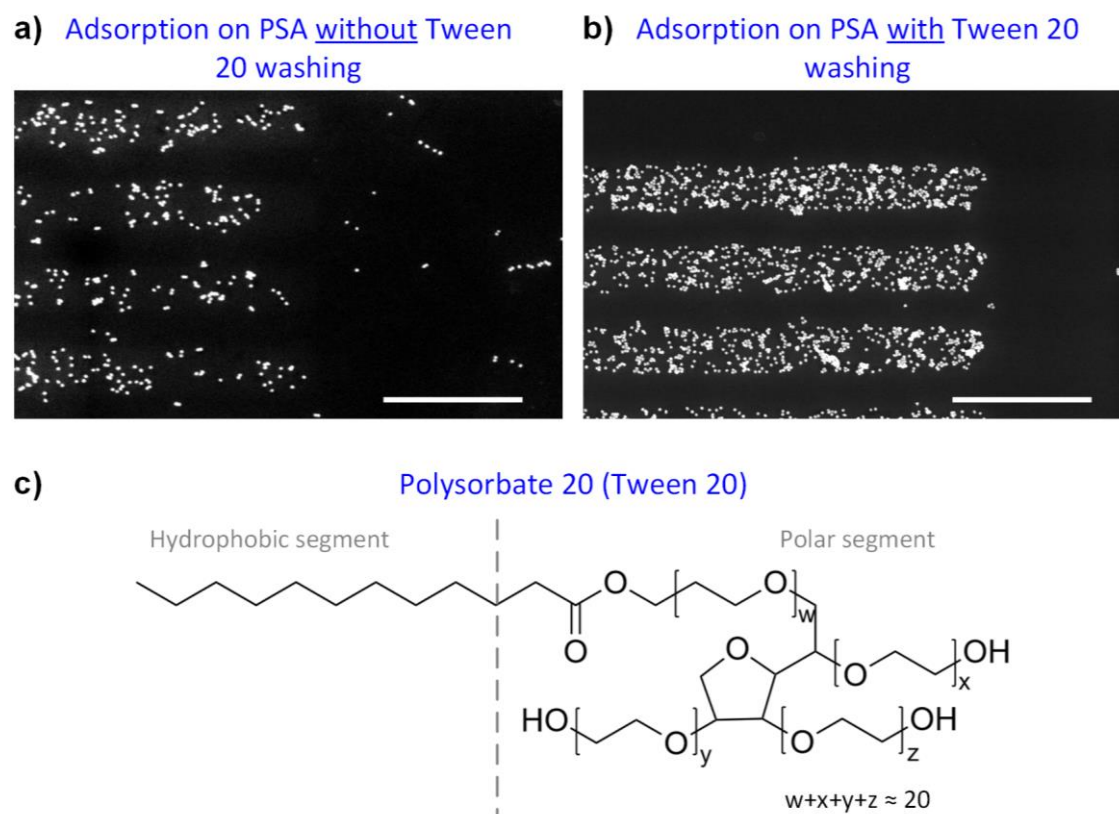 a) Adsorption on PSA without Tween
20 washing
b) Adsorption on PSA with Tween 20
washing
c) Polysorbate 20 (Tween 20)
Hydrophobic segment
Polar segment
O
O
w
O
O
O
OH
x
HO
O
y
O
OH
z
w+x+y+z ≈ 20